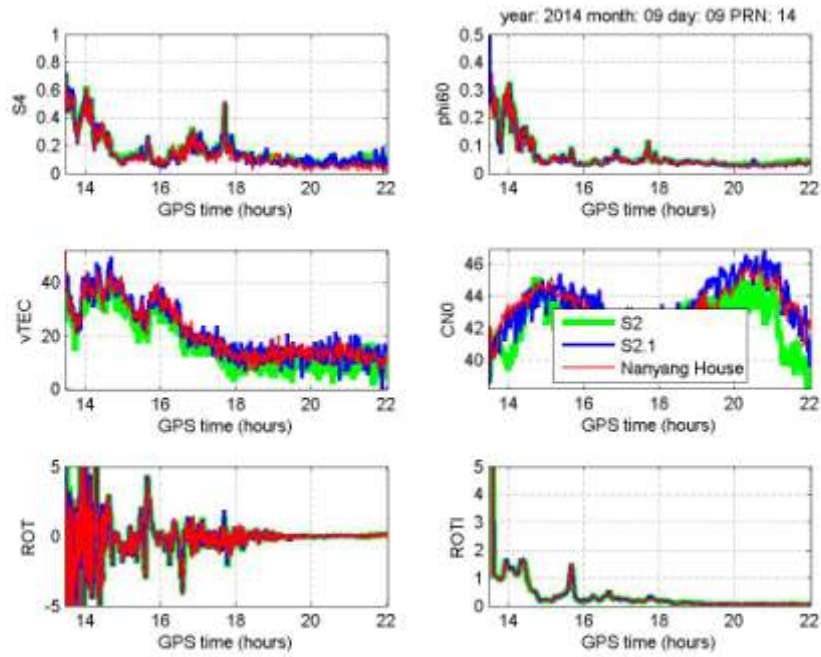 year: 2014 month: 09 day: 09 PRN: 14
1
0.8
0.6
0.4
0.2
0
S4
14 16 18 20 22
GPS time (hours)
0.5
0.4
0.3
0.2
0.1
0
phi60
14 16 18 20 22
GPS time (hours)
40
20
0
vTEC
14 16 18 20 22
GPS time (hours)
46
44
42
40
CN0
S2
S2.1
Nanyang House
14 16 18 20 22
GPS time (hours)
5
0
-5
ROT
14 16 18 20 22
GPS time (hours)
5
4
3
2
1
0
ROTI
14 16 18 20 22
GPS time (hours)